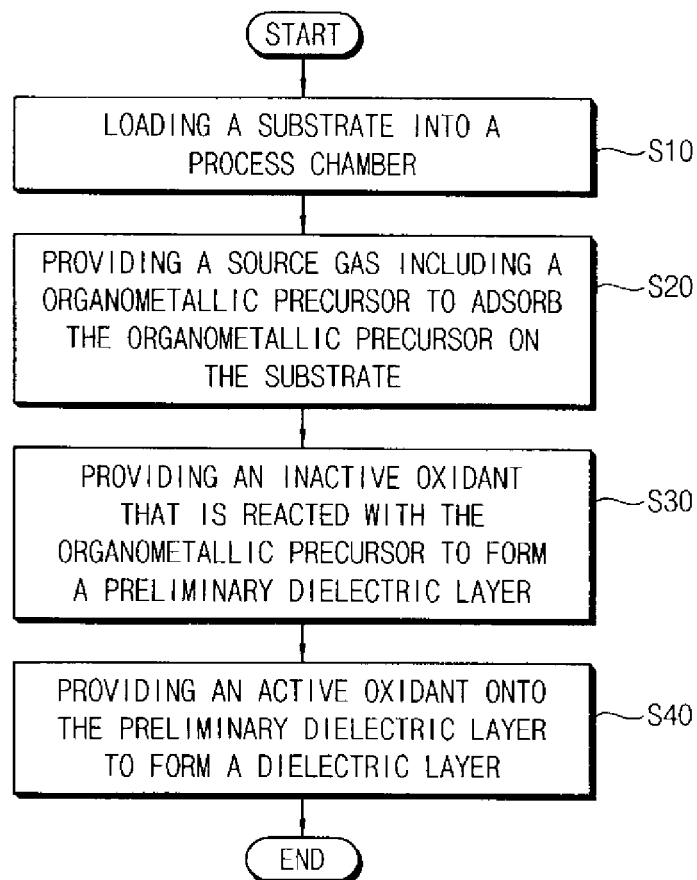 START
LOADING A SUBSTRATE INTO A
PROCESS CHAMBER
S10
PROVIDING A SOURCE GAS INCLUDING A
ORGANOMETALLIC PRECURSOR TO ADSORB
THE ORGANOMETALLIC PRECURSOR ON
THE SUBSTRATE
S20
PROVIDING AN INACTIVE OXIDANT
THAT IS REACTED WITH THE
ORGANOMETALLIC PRECURSOR TO FORM
A PRELIMINARY DIELECTRIC LAYER
S30
PROVIDING AN ACTIVE OXIDANT ONTO
THE PRELIMINARY DIELECTRIC LAYER
TO FORM A DIELECTRIC LAYER
S40
END